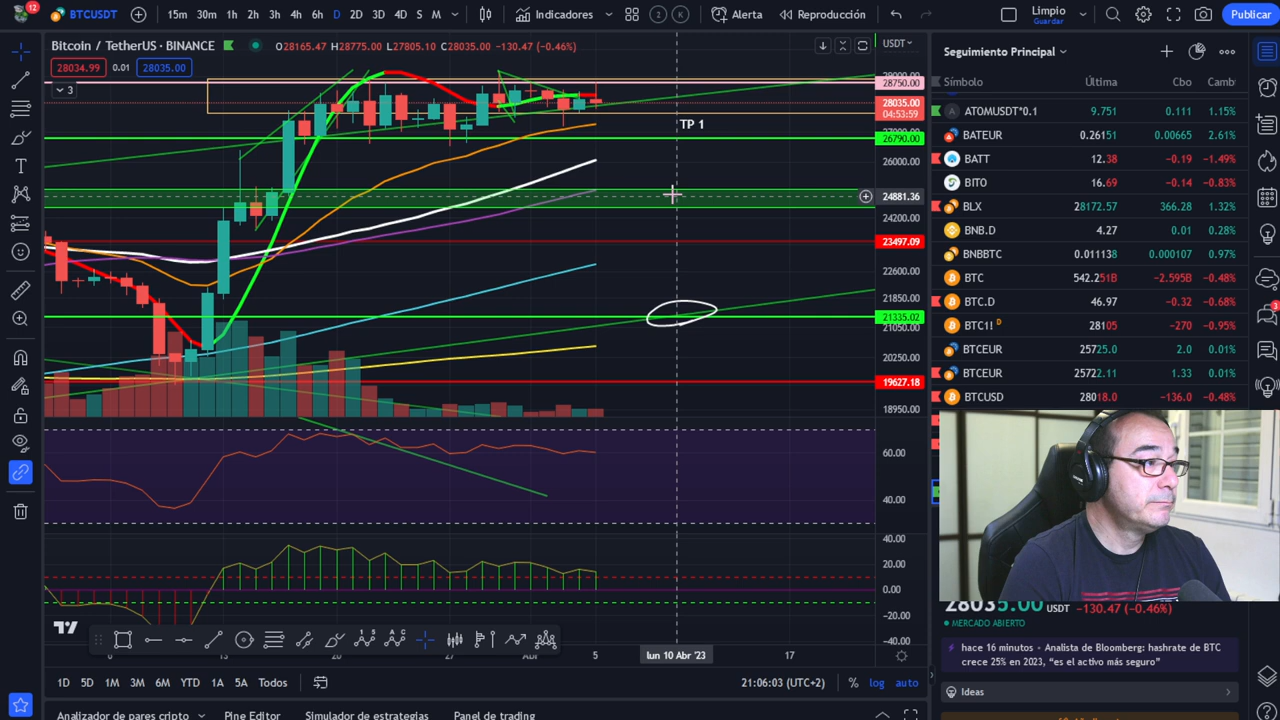 12
BTCUSDT
15m 30m 1h 2h 3h 4h 6h D 2D 3D 4D S M
Indicadores
2 K
Alerta
Reproducción
Limpio
Guardar
Publicar
Bitcoin / TetherUS · BINANCE
O28165.47 H28775.00 L27805.10 C28035.00 -130.47 (-0.46%)
USDT
28034.99 0.01 28035.00
3
28750.00
28035.00
04:53:59
TP 1
26790.00
26000.00
24881.36
24200.00
23497.09
22600.00
21850.00
21335.02
21050.00
20250.00
19627.18
18950.00
60.00
40.00
40.00
20.00
0.00
-20.00
-40.00
13
20
27
Abr
5
lun 10 Abr '23
17
1D 5D 1M 3M 6M YTD 1A 5A Todos
21:06:03 (UTC+2)
% log auto
Analizador de pares cripto
Pine Editor
Simulador de estrategias
Panel de trading
Seguimiento Principal
Símbolo Última Cbo Camb
ATOMUSDT*0.1 9.751 0.111 1.15%
BATEUR 0.26151 0.00665 2.61%
BATT 12.38 -0.19 -1.49%
BITO 16.69 -0.14 -0.83%
BLX 28172.57 366.28 1.32%
BNB.D 4.27 0.01 0.28%
BNBBTC 0.011138 0.000107 0.97%
BTC 542.251B -2.595B -0.48%
BTC.D 46.97 -0.32 -0.68%
BTC1! D 28105 -270 -0.95%
BTCEUR 25725.0 2.0 0.01%
BTCEUR 25722.11 1.33 0.01%
BTCUSD 28018.0 -136.0 -0.48%
28035.00 USDT -130.47 (-0.46%)
MERCADO ABIERTO
hace 16 minutos - Analista de Bloomberg: hashrate de BTC
crece 25% en 2023, “es el activo más seguro”
Ideas
3